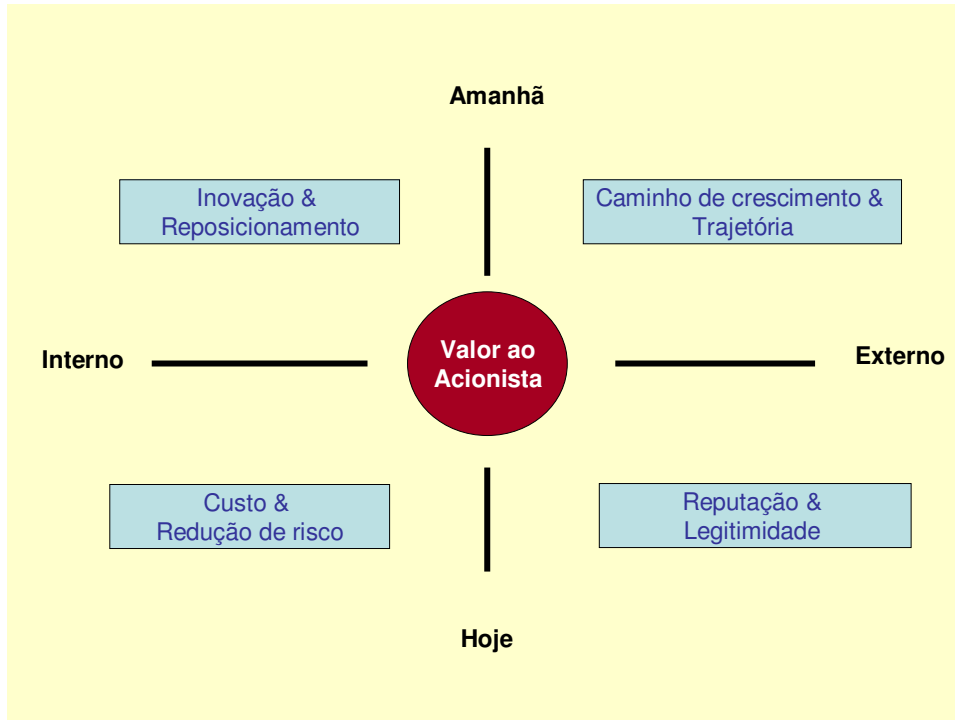 Amanhã
Inovação &
Reposicionamento
Caminho de crescimento &
Trajetória
Interno
Valor ao
Acionista
Externo
Custo &
Redução de risco
Reputação &
Legitimidade
Hoje